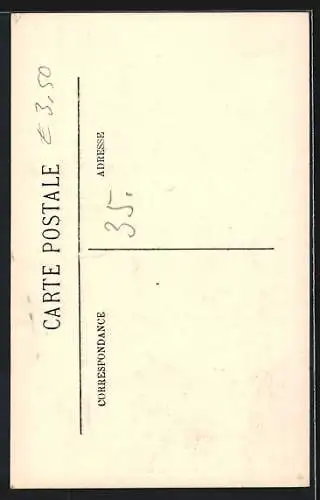 € 3,50
CARTE POSTALE
CORRESPONDANCE
ADRESSE
35.